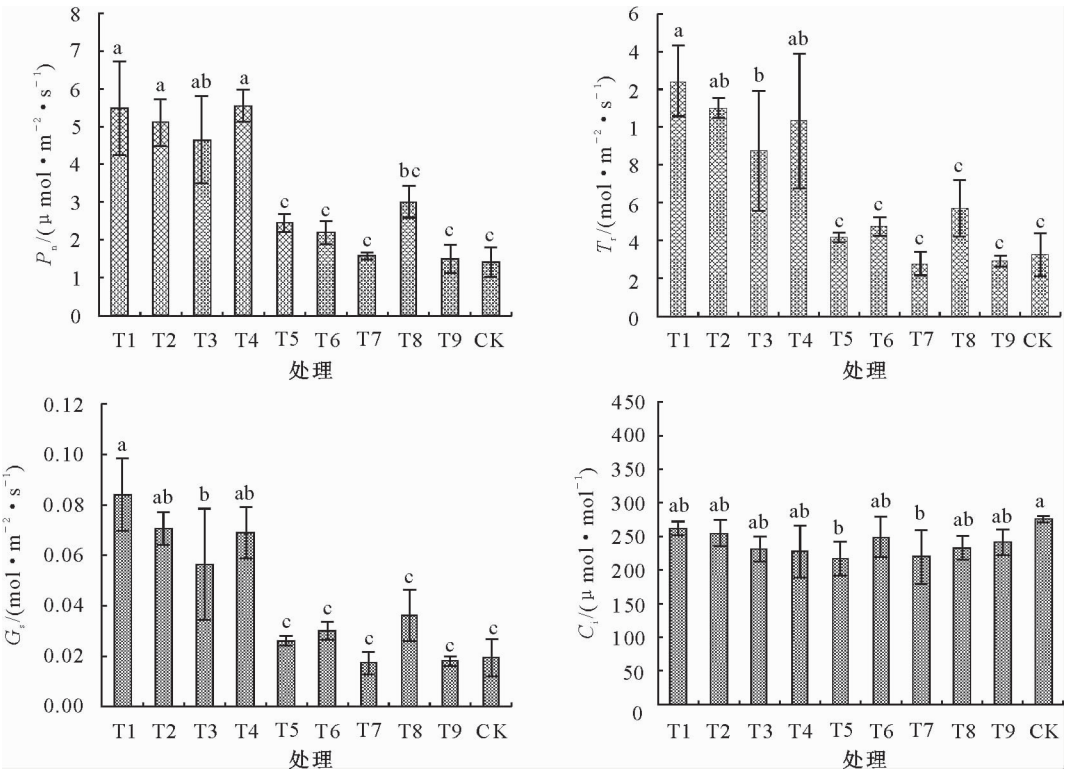 8
7
6
5
4
3
2
1
0
Pn/(μ mol·m⁻²·s⁻¹)
a a ab a c c c bc c c
T1 T2 T3 T4 T5 T6 T7 T8 T9 CK
处理
6
4
2
1
8
6
4
2
0
Tr/(mol·m⁻²·s⁻¹)
a ab b ab c c c c c c
T1 T2 T3 T4 T5 T6 T7 T8 T9 CK
处理
0.12
0.10
0.08
0.06
0.04
0.02
0.00
Gs/(mol·m⁻²·s⁻¹)
a ab b ab c c c c c c
T1 T2 T3 T4 T5 T6 T7 T8 T9 CK
处理
450
400
350
300
250
200
150
100
50
0
Ci/(μ mol·mol⁻¹)
ab ab ab ab b ab b ab ab a
T1 T2 T3 T4 T5 T6 T7 T8 T9 CK
处理